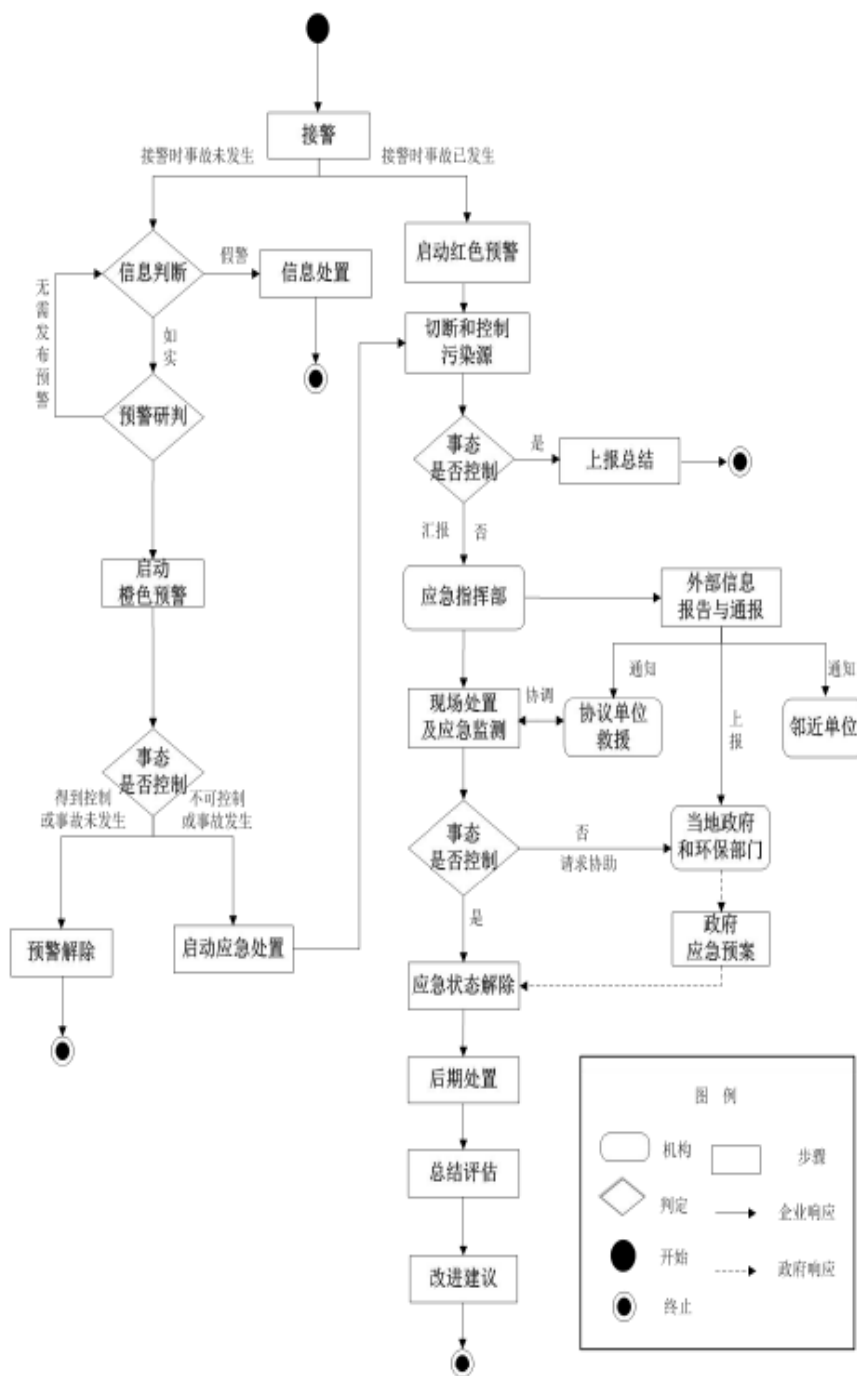 接警
接警时事故未发生
接警时事故已发生
信息判断
假警
信息处置
启动红色预警
无需发布预警
如实
切断和控制
污染源
预警研判
事态
是否控制
是
上报总结
汇报
否
启动
橙色预警
应急指挥部
外部信息
报告与通报
通知
通知
上报
现场处置
及应急监测
协调
协议单位
救援
邻近单位
事态
是否控制
得到控制
或事故未发生
不可控制
或事故发生
事态
是否控制
否
请求协助
当地政府
和环保部门
是
预警解除
启动应急处置
政府
应急预案
应急状态解除
后期处置
总结评估
改进建议
图 例
机构
步骤
判定
企业响应
开始
政府响应
终止